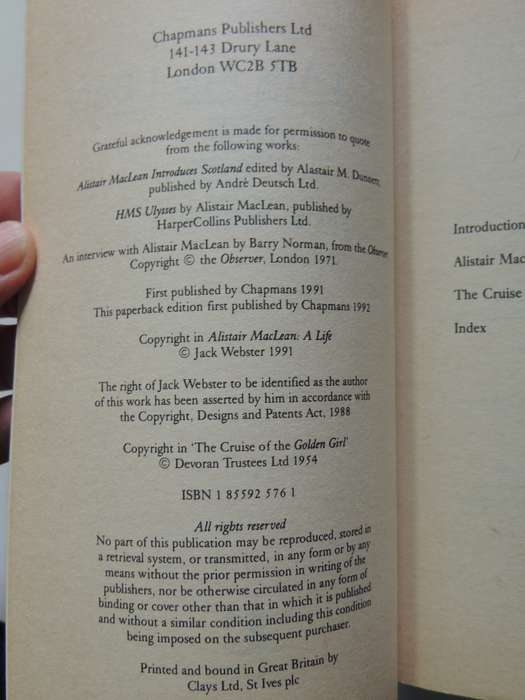 Chapmans Publishers Ltd
141-143 Drury Lane
London WC2B 5TB
Grateful acknowledgement is made for permission to quote
from the following works:
Alistair MacLean Introduces Scotland edited by Alastair M. Dunnett,
published by André Deutsch Ltd.
HMS Ulysses by Alistair MacLean, published by
HarperCollins Publishers Ltd.
An interview with Alistair MacLean by Barry Norman, from the Observer
Copyright © the Observer, London 1971.
First published by Chapmans 1991
This paperback edition first published by Chapmans 1992
Copyright in Alistair MacLean: A Life
© Jack Webster 1991
The right of Jack Webster to be identified as the author
of this work has been asserted by him in accordance with
the Copyright, Designs and Patents Act, 1988
Copyright in 'The Cruise of the Golden Girl'
© Devoran Trustees Ltd 1954
ISBN 1 85592 576 1
All rights reserved
No part of this publication may be reproduced, stored in
a retrieval system, or transmitted, in any form or by any
means without the prior permission in writing of the
publishers, nor be otherwise circulated in any form of
binding or cover other than that in which it is published
and without a similar condition including this condition
being imposed on the subsequent purchaser.
Printed and bound in Great Britain by
Clays Ltd, St Ives plc
Introduction
Alistair Mac
The Cruise
Index